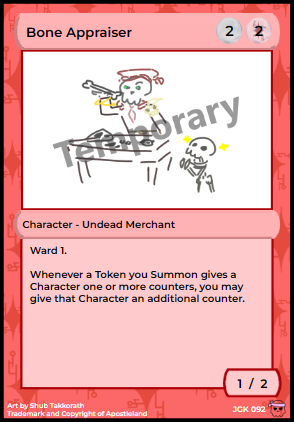 Bone Appraiser
2 2
Temporary
Character - Undead Merchant
Ward 1.
Whenever a Token you Summon gives a
Character one or more counters, you may
give that Character an additional counter.
1 / 2
Art by Shub Takkorath
Trademark and Copyright of Apostleland
JGK 092